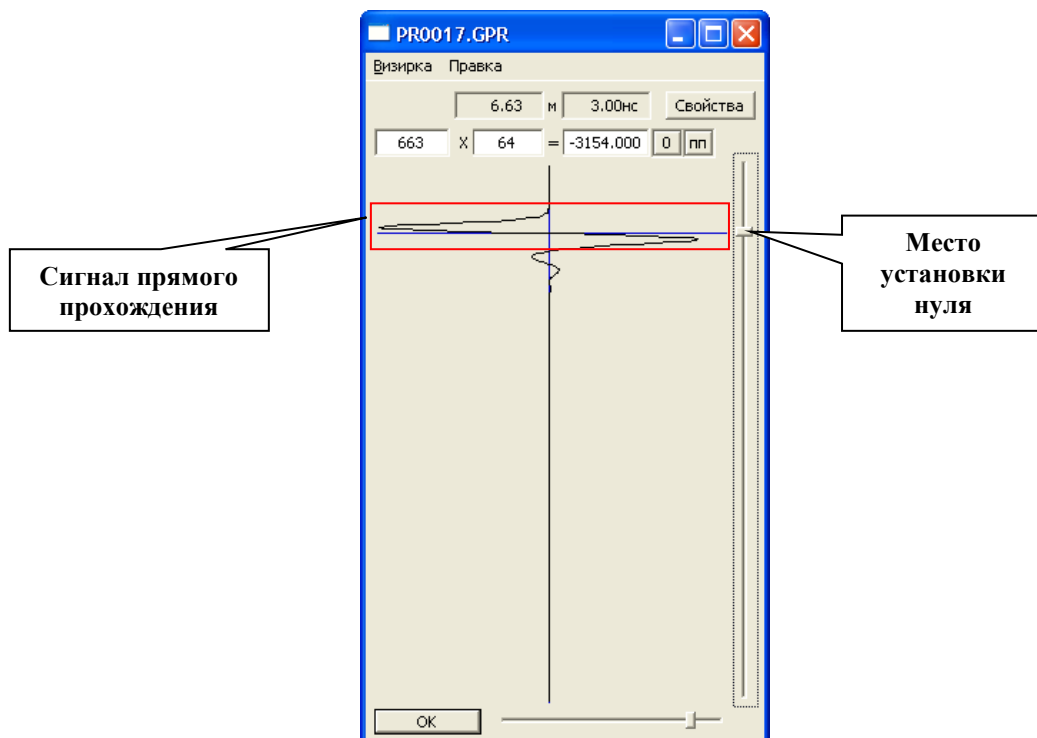 PR0017.GPR
Визирка Правка
6.63 м 3.00нс Свойства
663 X 64 = -3154.000 0 пп
Сигнал прямого
прохождения
Место
установки
нуля
OK